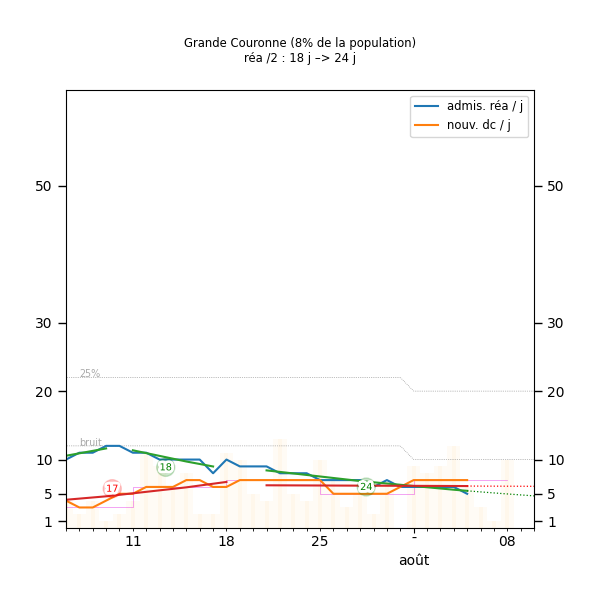 Grande Couronne (8% de la population)
réa /2 : 18 j –> 24 j
admis. réa / j
nouv. dc / j
50 50
30 30
25%
20 20
bruit
10 10
18
24
17
5 5
1 1
11 18 25 - 08
août